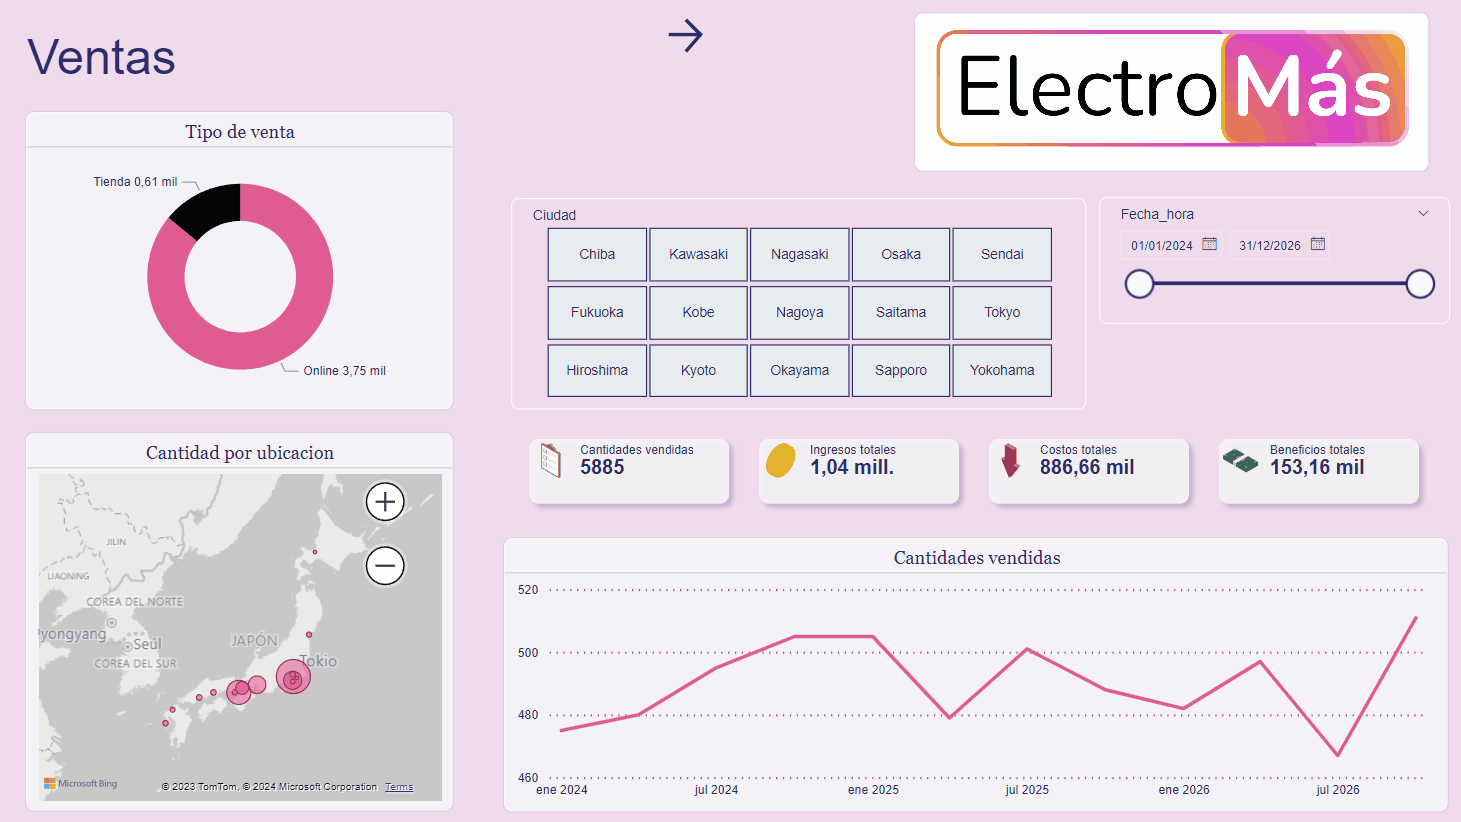 Ventas
ElectroMás
Tipo de venta
Tienda 0,61 mil
Online 3,75 mil
Ciudad
Chiba
Kawasaki
Nagasaki
Osaka
Sendai
Fukuoka
Kobe
Nagoya
Saitama
Tokyo
Hiroshima
Kyoto
Okayama
Sapporo
Yokohama
Fecha_hora
01/01/2024
31/12/2026
Cantidades vendidas
5885
Ingresos totales
1,04 mill.
Costos totales
886,66 mil
Beneficios totales
153,16 mil
Cantidad por ubicacion
JILIN
LIAONING
COREA DEL NORTE
Pyongyang
Seúl
COREA DEL SUR
JAPÓN
Tokio
Microsoft Bing
© 2023 TomTom, © 2024 Microsoft Corporation Terms
Cantidades vendidas
520
500
480
460
ene 2024
jul 2024
ene 2025
jul 2025
ene 2026
jul 2026